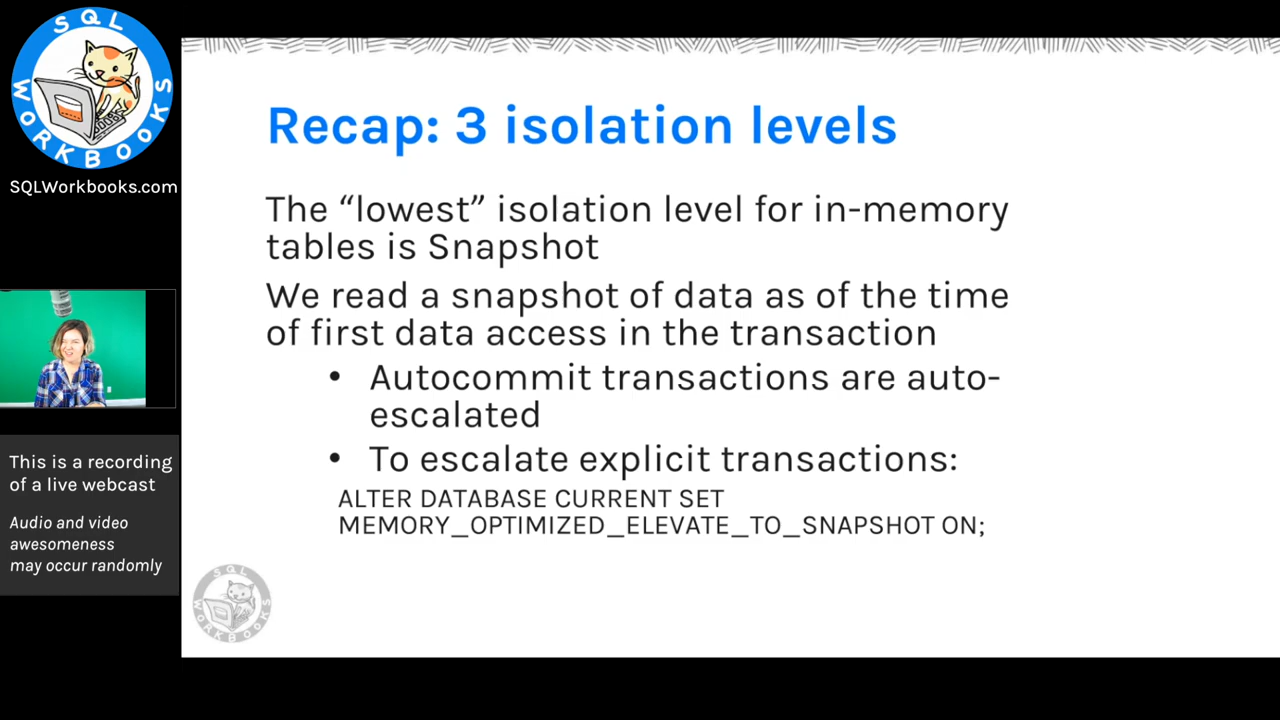 SQL
WORKBOOKS
SQLWorkbooks.com
This is a recording
of a live webcast
Audio and video
awesomeness
may occur randomly
Recap: 3 isolation levels
The “lowest” isolation level for in-memory
tables is Snapshot
We read a snapshot of data as of the time
of first data access in the transaction
• Autocommit transactions are auto-
escalated
• To escalate explicit transactions:
ALTER DATABASE CURRENT SET
MEMORY_OPTIMIZED_ELEVATE_TO_SNAPSHOT ON;
SQL
WORKBOOKS